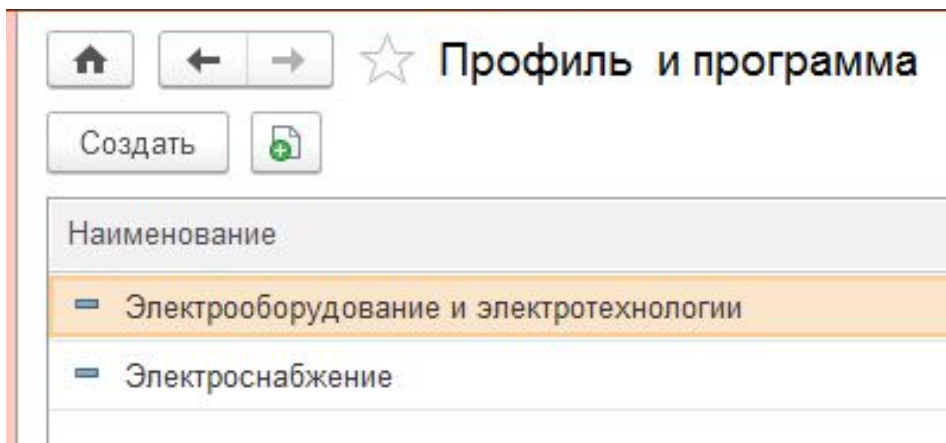 Профиль и программа
Создать
Наименование
Электрооборудование и электротехнологии
Электроснабжение